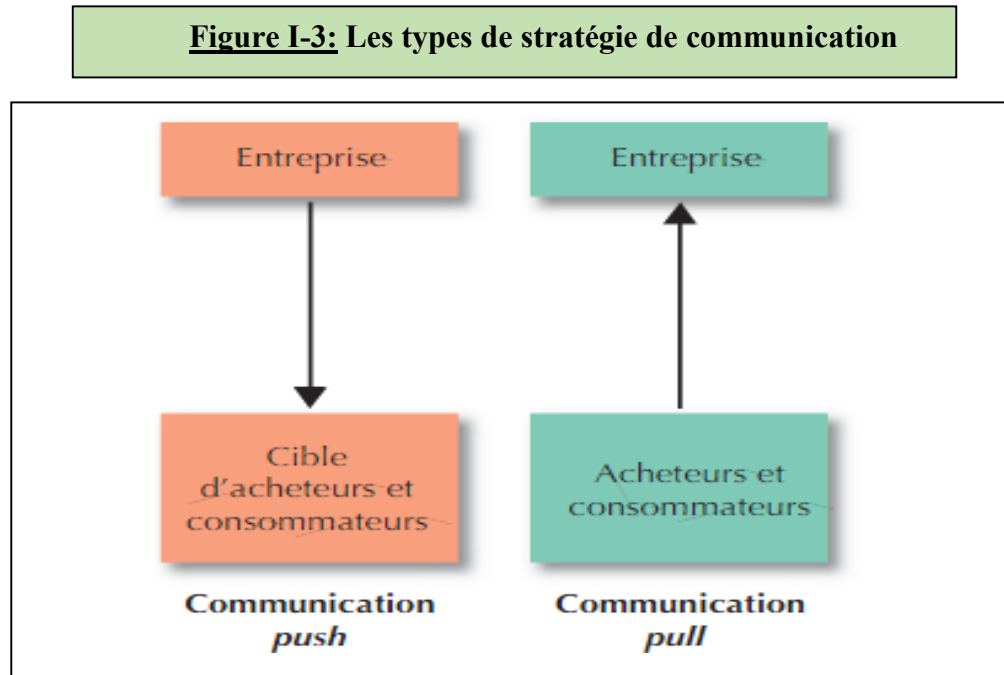 Figure I-3: Les types de stratégie de communication
Entreprise
Cible
d'acheteurs et
consommateurs
Communication
push
Entreprise
Acheteurs et
consommateurs
Communication
pull